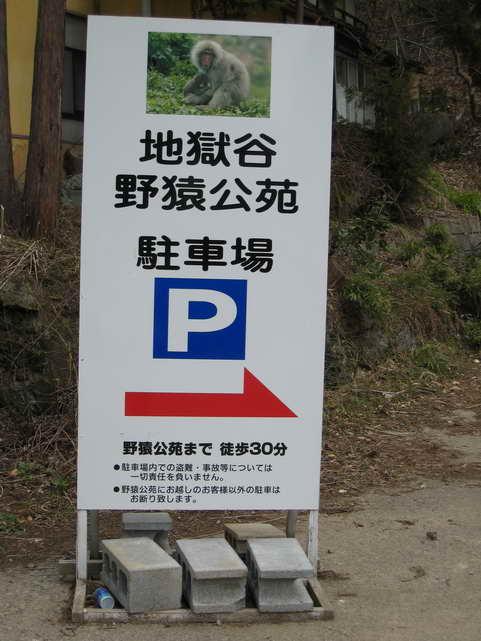 地獄谷
野猿公苑
駐車場
P
野猿公苑まで 徒歩30分
●駐車場内での盗難・事故等については
一切責任を負いません。
●野猿公苑にお越しのお客様以外の駐車は
お断り致します。